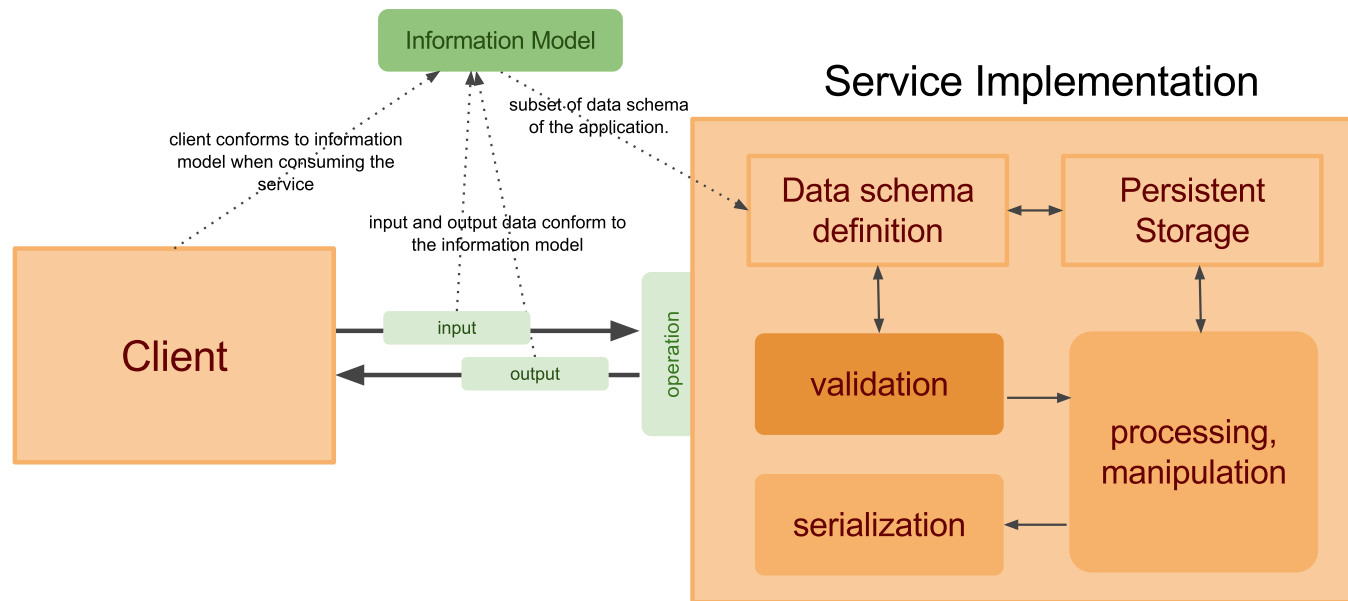 Information Model
Service Implementation
subset of data schema
of the application.
client conforms to information
model when consuming the
service
Data schema
definition
Persistent
Storage
input and output data conform to
the information model
input
operation
Client
output
validation
processing,
manipulation
serialization